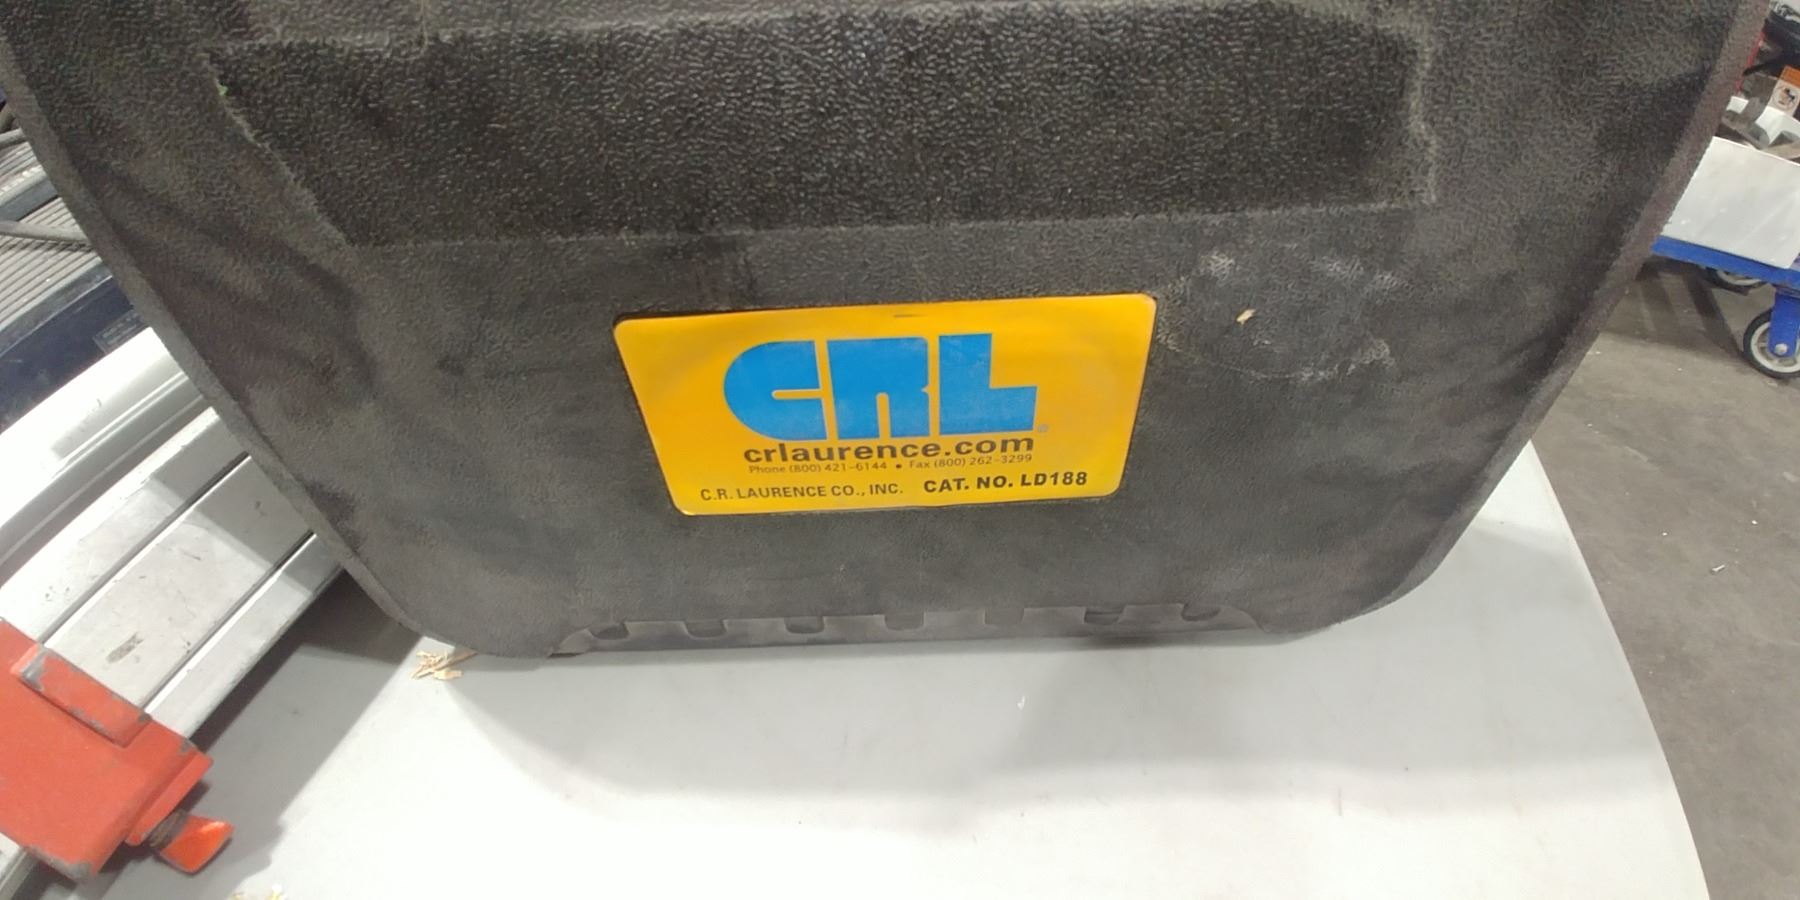 CRL®
crlaurence.com
Phone (800) 421-6144 • Fax (800) 262-3299
C.R. LAURENCE CO., INC. CAT. NO. LD188